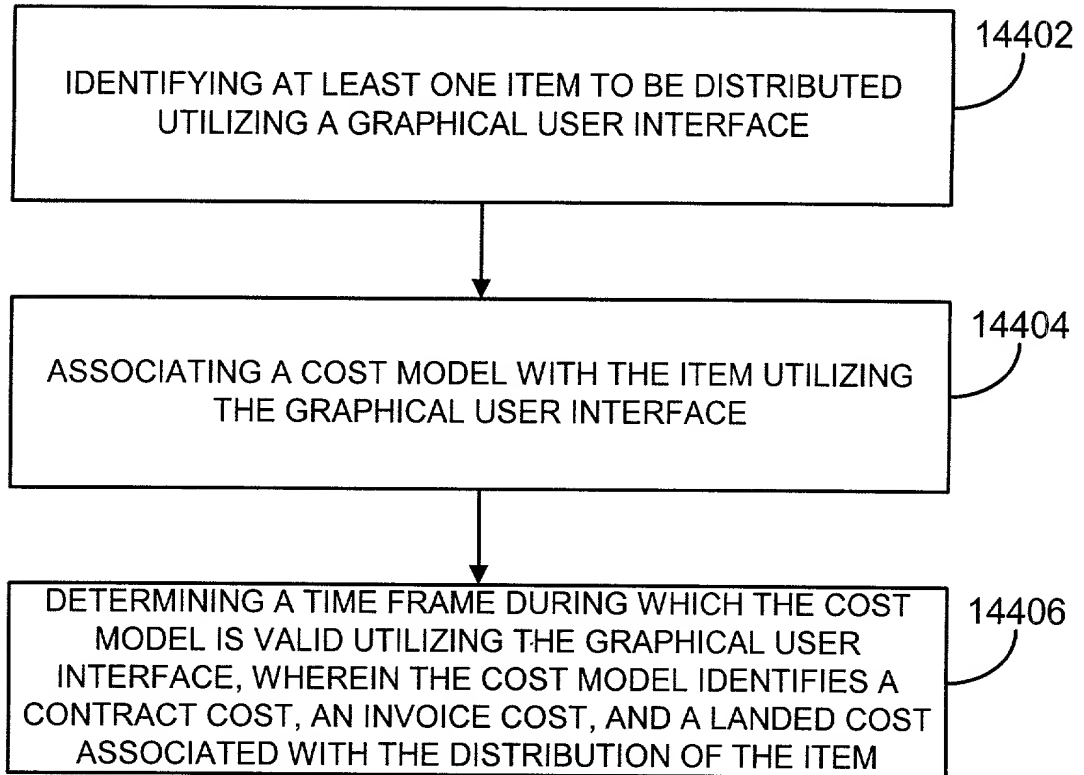 14402
IDENTIFYING AT LEAST ONE ITEM TO BE DISTRIBUTED
UTILIZING A GRAPHICAL USER INTERFACE
14404
ASSOCIATING A COST MODEL WITH THE ITEM UTILIZING
THE GRAPHICAL USER INTERFACE
14406
DETERMINING A TIME FRAME DURING WHICH THE COST
MODEL IS VALID UTILIZING THE GRAPHICAL USER
INTERFACE, WHEREIN THE COST MODEL IDENTIFIES A
CONTRACT COST, AN INVOICE COST, AND A LANDED COST
ASSOCIATED WITH THE DISTRIBUTION OF THE ITEM